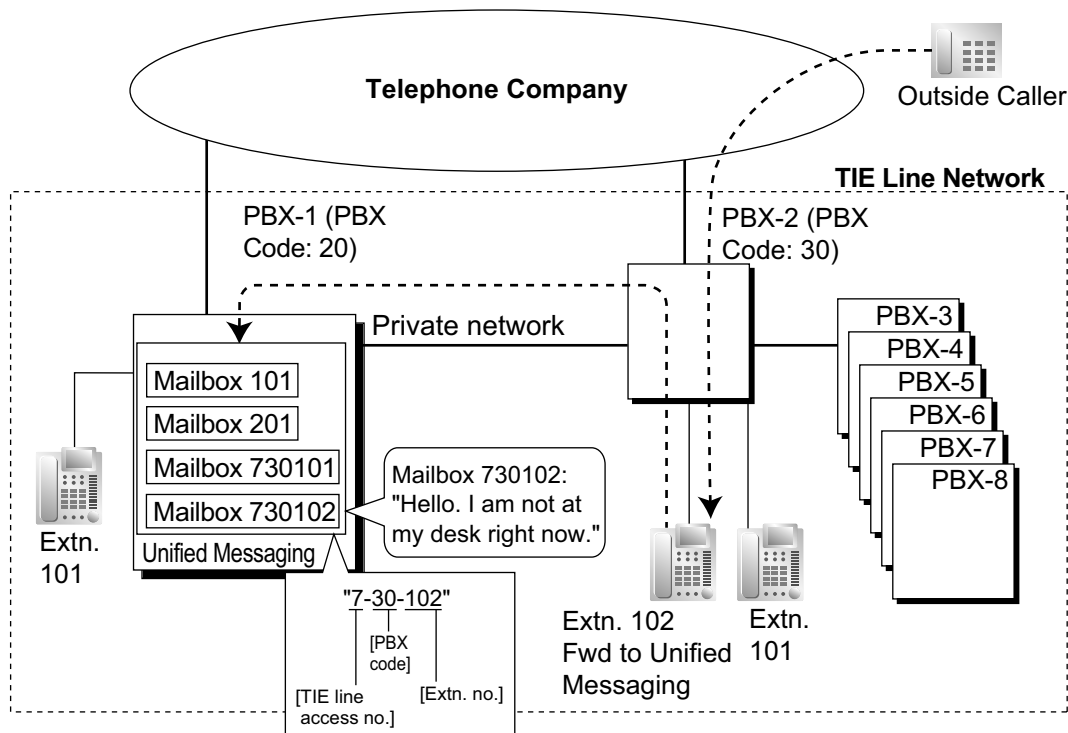 Telephone Company
Outside Caller
TIE Line Network
PBX-1 (PBX
Code: 20)
PBX-2 (PBX
Code: 30)
Private network
Mailbox 101
Mailbox 201
Mailbox 730101
Mailbox 730102
Unified Messaging
Extn.
101
Mailbox 730102:
"Hello. I am not at
my desk right now."
"7-30-102"
[PBX
code]
[TIE line
access no.]
[Extn. no.]
Extn. 102
Fwd to Unified
Messaging
Extn.
101
PBX-3
PBX-4
PBX-5
PBX-6
PBX-7
PBX-8